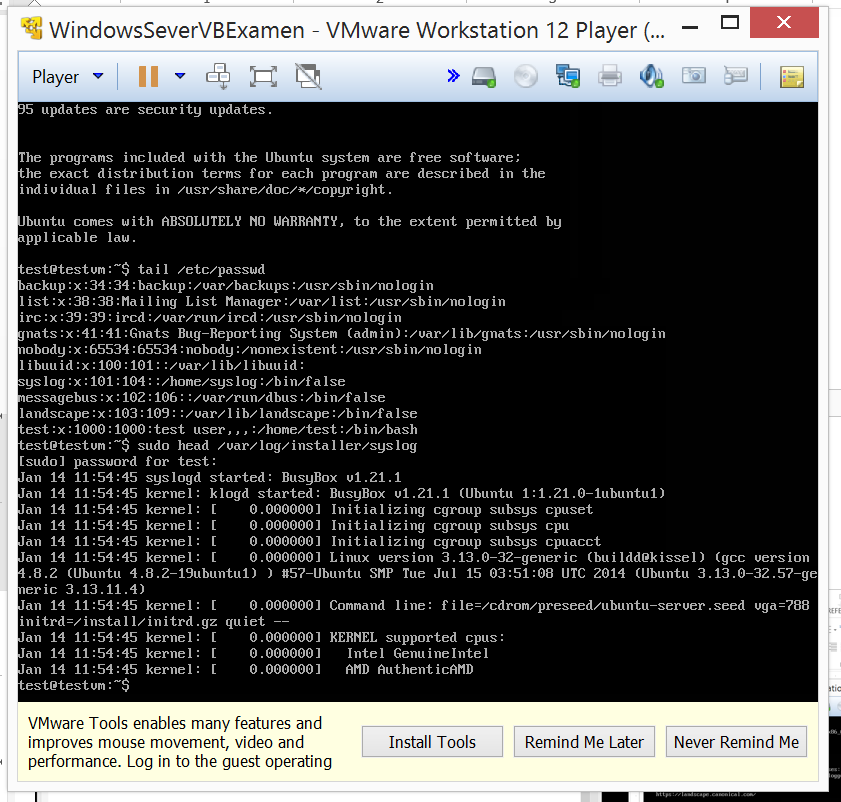 WindowsSeverVBExamen - VMware Workstation 12 Player (...
Player
95 updates are security updates.
The programs included with the Ubuntu system are free software;
the exact distribution terms for each program are described in the
individual files in /usr/share/doc/*/copyright.
Ubuntu comes with ABSOLUTELY NO WARRANTY, to the extent permitted by
applicable law.
test@testvm:~$ tail /etc/passwd
backup:x:34:34:backup:/var/backups:/usr/sbin/nologin
list:x:38:38:Mailing List Manager:/var/list:/usr/sbin/nologin
irc:x:39:39:ircd:/var/run/ircd:/usr/sbin/nologin
gnats:x:41:41:Gnats Bug-Reporting System (admin):/var/lib/gnats:/usr/sbin/nologin
nobody:x:65534:65534:nobody:/nonexistent:/usr/sbin/nologin
libuuid:x:100:101::/var/lib/libuuid:
syslog:x:101:104::/home/syslog:/bin/false
messagebus:x:102:106::/var/run/dbus:/bin/false
landscape:x:103:109::/var/lib/landscape:/bin/false
test:x:1000:1000:test user,,,:/home/test:/bin/bash
test@testvm:~$ sudo head /var/log/installer/syslog
[sudo] password for test:
Jan 14 11:54:45 syslogd started: BusyBox v1.21.1
Jan 14 11:54:45 kernel: klogd started: BusyBox v1.21.1 (Ubuntu 1:1.21.0-1ubuntu1)
Jan 14 11:54:45 kernel: [    0.000000] Initializing cgroup subsys cpuset
Jan 14 11:54:45 kernel: [    0.000000] Initializing cgroup subsys cpu
Jan 14 11:54:45 kernel: [    0.000000] Initializing cgroup subsys cpuacct
Jan 14 11:54:45 kernel: [    0.000000] Linux version 3.13.0-32-generic (buildd@kissel) (gcc version
4.8.2 (Ubuntu 4.8.2-19ubuntu1) ) #57-Ubuntu SMP Tue Jul 15 03:51:08 UTC 2014 (Ubuntu 3.13.0-32.57-ge
neric 3.13.11.4)
Jan 14 11:54:45 kernel: [    0.000000] Command line: file=/cdrom/preseed/ubuntu-server.seed vga=788
initrd=/install/initrd.gz quiet --
Jan 14 11:54:45 kernel: [    0.000000] KERNEL supported cpus:
Jan 14 11:54:45 kernel: [    0.000000]   Intel GenuineIntel
Jan 14 11:54:45 kernel: [    0.000000]   AMD AuthenticAMD
test@testvm:~$
VMware Tools enables many features and
improves mouse movement, video and
performance. Log in to the guest operating
Install Tools
Remind Me Later
Never Remind Me
https://landscape.canonical.com/